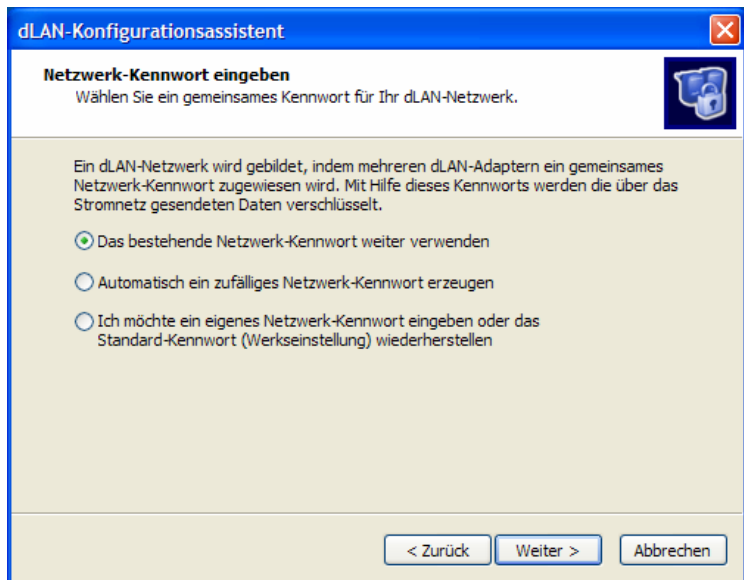 dLAN-Konfigurationsassistent
Netzwerk-Kennwort eingeben
Wählen Sie ein gemeinsames Kennwort für Ihr dLAN-Netzwerk.
Ein dLAN-Netzwerk wird gebildet, indem mehreren dLAN-Adaptern ein gemeinsames
Netzwerk-Kennwort zugewiesen wird. Mit Hilfe dieses Kennworts werden die über das
Stromnetz gesendeten Daten verschlüsselt.
Das bestehende Netzwerk-Kennwort weiter verwenden
Automatisch ein zufälliges Netzwerk-Kennwort erzeugen
Ich möchte ein eigenes Netzwerk-Kennwort eingeben oder das
Standard-Kennwort (Werkseinstellung) wiederherstellen
< Zurück Weiter > Abbrechen